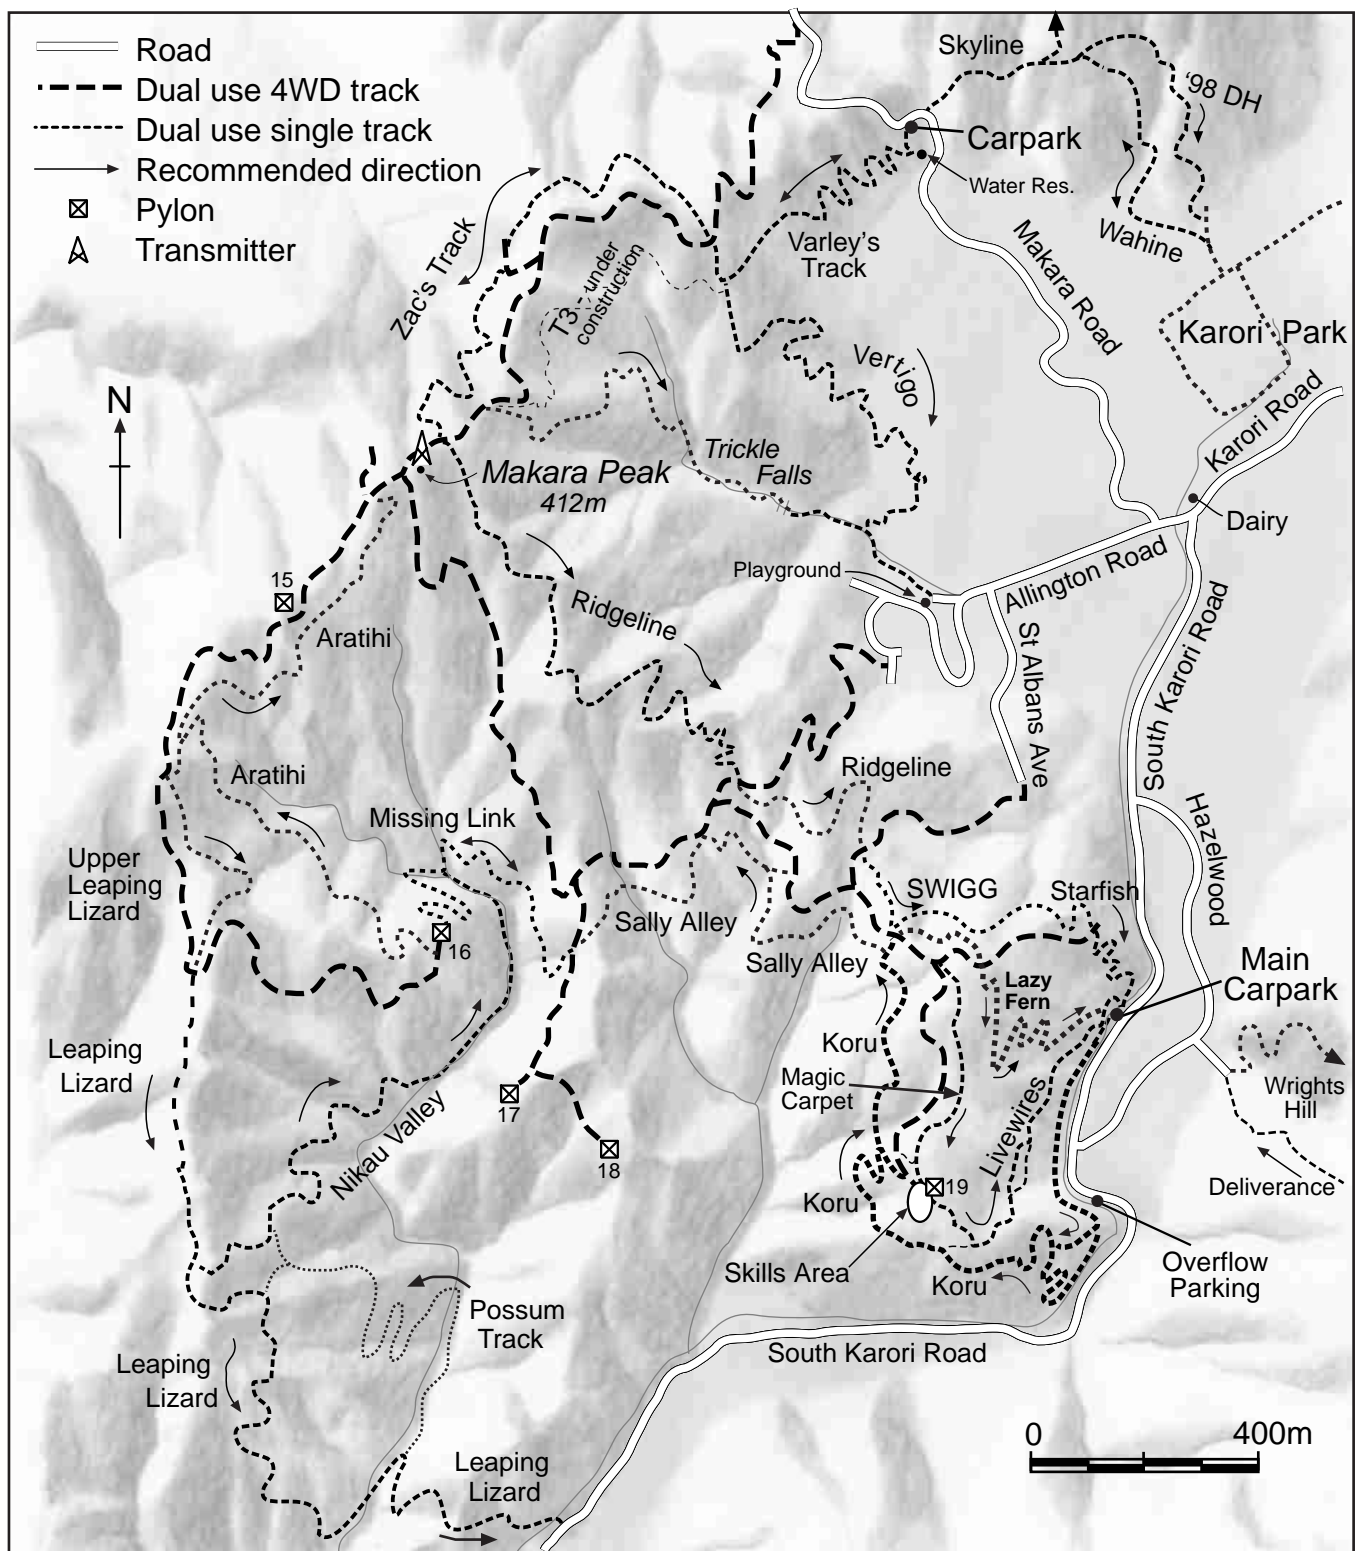 Road
Dual use 4WD track
Dual use single track
Recommended direction
Pylon
Transmitter
Skyline
'98 DH
Carpark
Water Res.
Varley's
Track
Wahine
Makara Road
Karori Park
Karori Road
Zac's Track
T3 - under
construction
Vertigo
N
Trickle
Falls
Makara Peak
412m
Dairy
Allington Road
Playground
15
Aratihi
Ridgeline
St Albans Ave
South Karori Road
Aratihi
Ridgeline
Hazelwood
Missing Link
Upper
Leaping
Lizard
SWIGG
Starfish
Sally Alley
16
Sally Alley
Lazy
Fern
Main
Carpark
Leaping
Lizard
Koru
Magic
Carpet
Wrights
Hill
17
18
Nikau Valley
Livewires
19
Koru
Deliverance
Skills Area
Koru
Overflow
Parking
Possum
Track
South Karori Road
Leaping
Lizard
0 400m
Leaping
Lizard